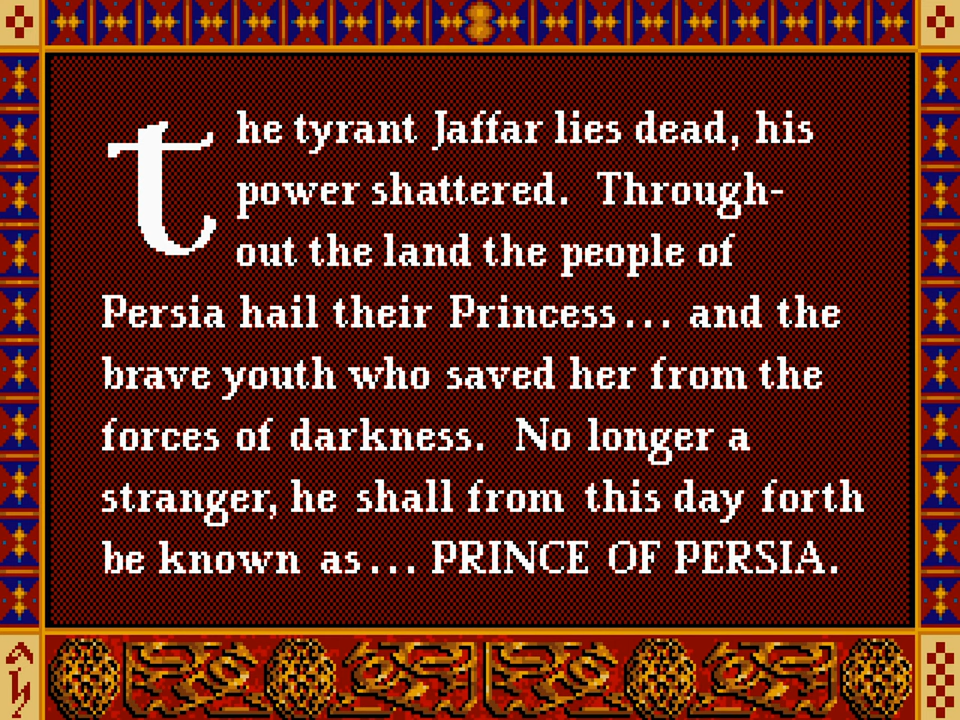 the tyrant Jaffar lies dead, his
power shattered.  Through-
out the land the people of
Persia hail their Princess... and the
brave youth who saved her from the
forces of darkness.  No longer a
stranger, he shall from this day forth
be known as... PRINCE OF PERSIA.